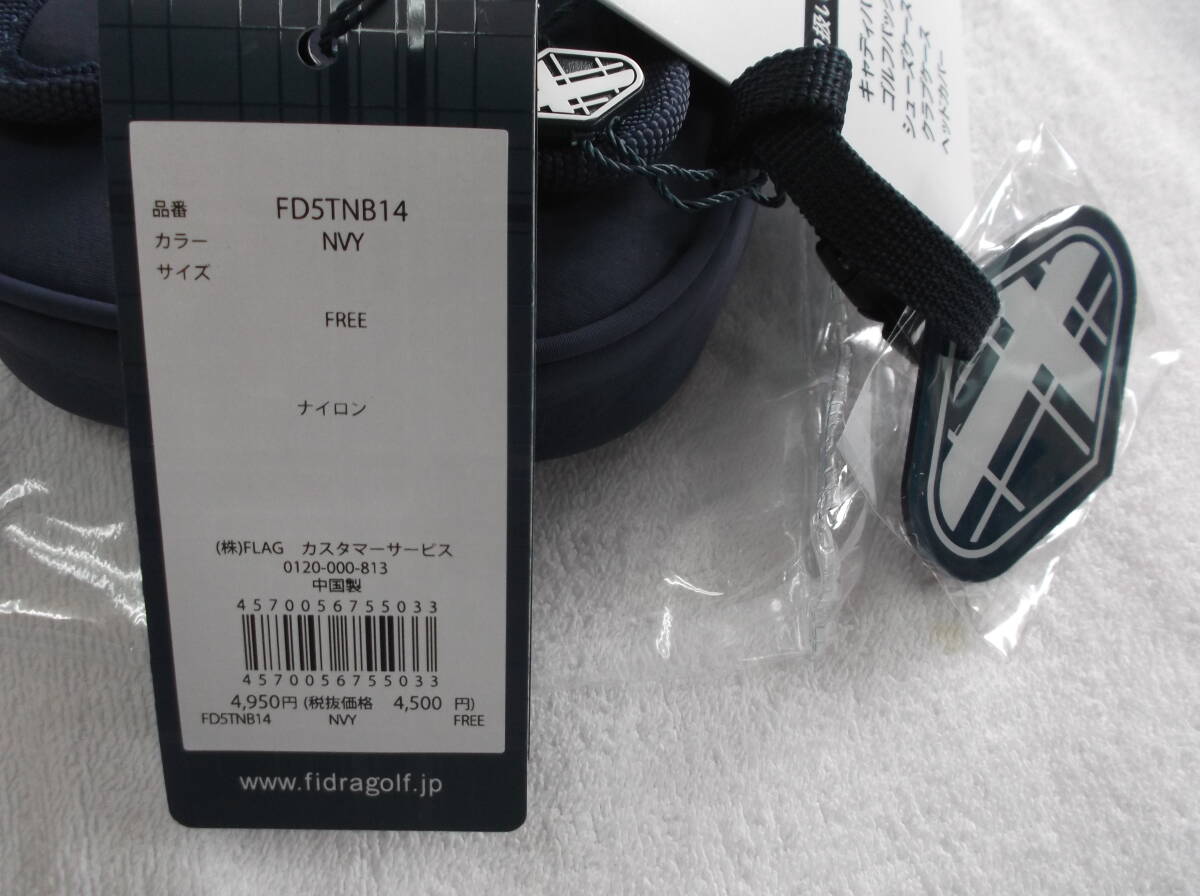 品番 FD5TNB14
カラー NVY
サイズ
FREE
ナイロン
(株)FLAG カスタマーサービス
0120-000-813
中国製
4570056755033
4570056755033
4,950円 (税抜価格 4,500 円)
FD5TNB14 NVY FREE
www.fidragolf.jp
キャディバ
ゴルフバッグ
シューズケース
クラブケース
ヘッドカバー